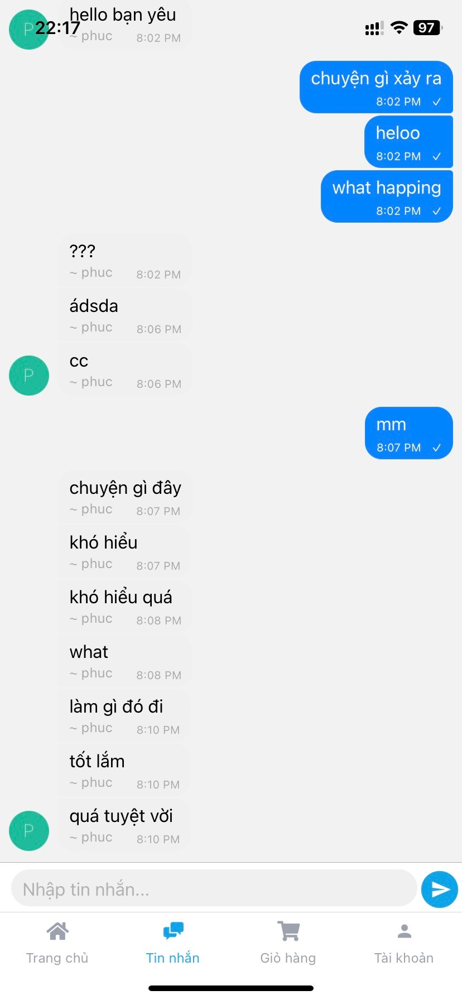 hello bạn yêu
P
22:17
97
~ phuc 8:02 PM
chuyện gì xảy ra
8:02 PM
heloo
8:02 PM
what happing
8:02 PM
???
~ phuc 8:02 PM
ádsda
~ phuc 8:06 PM
cc
P
~ phuc 8:06 PM
mm
8:07 PM
chuyện gì đây
~ phuc 8:07 PM
khó hiểu
~ phuc 8:07 PM
khó hiểu quá
~ phuc 8:08 PM
what
~ phuc 8:08 PM
làm gì đó đi
~ phuc 8:10 PM
tốt lắm
~ phuc 8:10 PM
quá tuyệt vời
P
~ phuc 8:10 PM
Nhập tin nhắn...
Trang chủ Tin nhắn Giỏ hàng Tài khoản